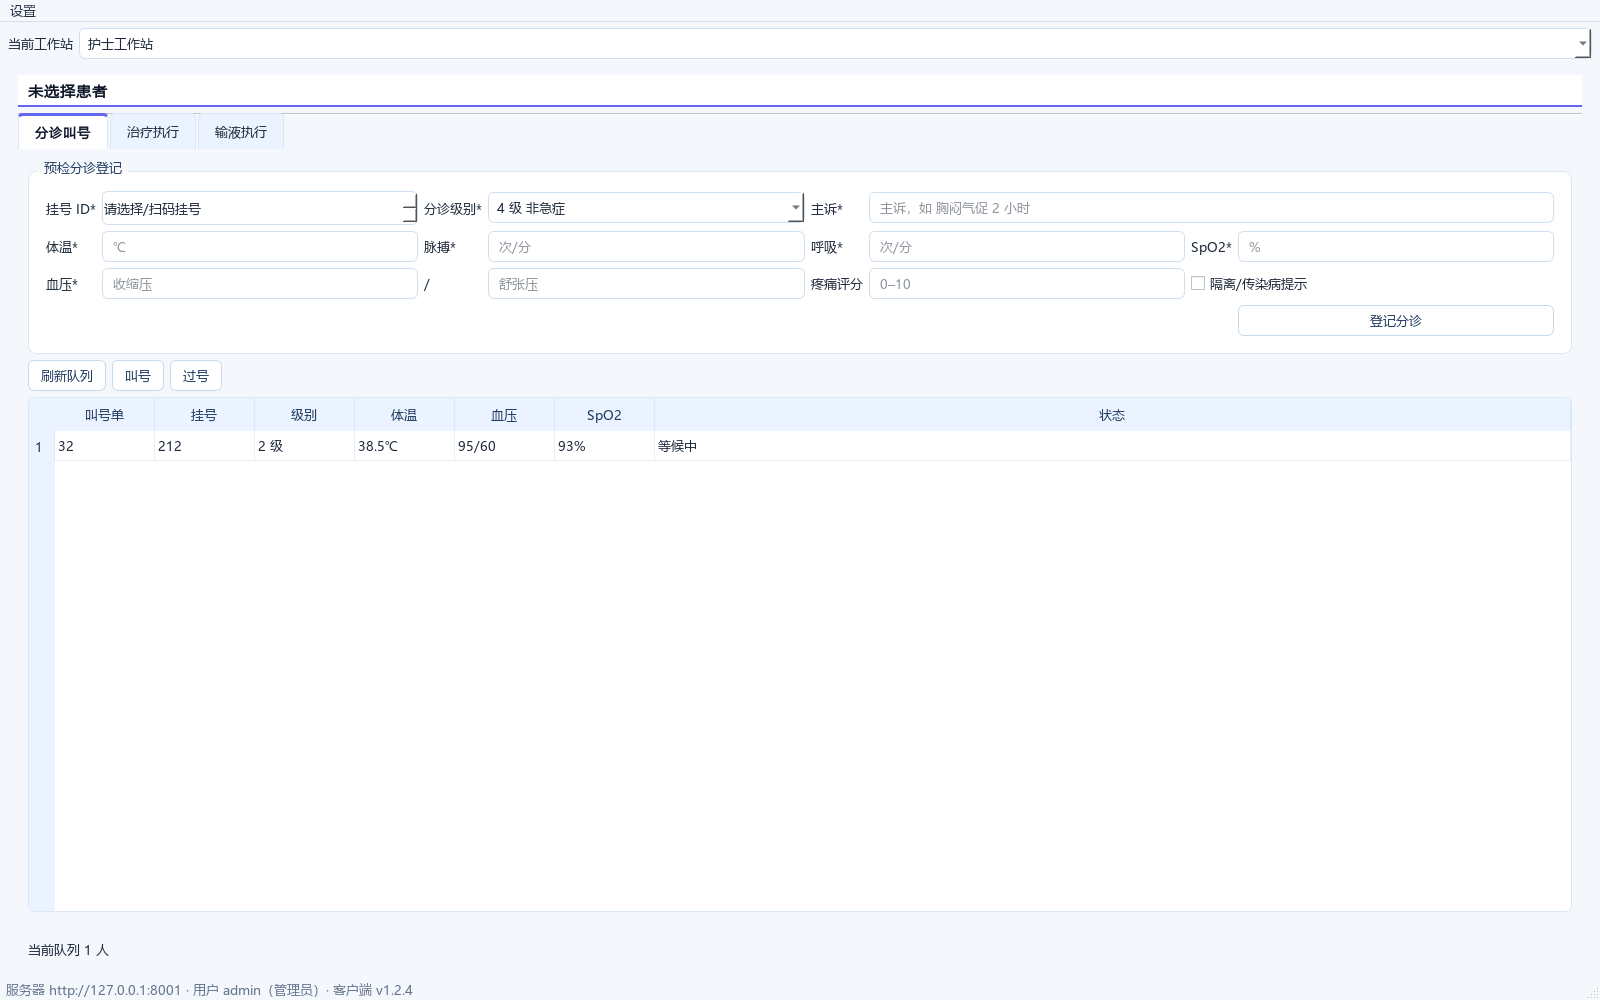 设置
当前工作站 护士工作站
未选择患者
分诊叫号 治疗执行 输液执行
预检分诊登记
挂号 ID* 请选择/扫码挂号 分诊级别* 4 级 非急症 主诉* 主诉，如 胸闷气促 2 小时
体温* ℃ 脉搏* 次/分 呼吸* 次/分 SpO2* %
血压* 收缩压 / 舒张压 疼痛评分 0–10 隔离/传染病提示
登记分诊
刷新队列 叫号 过号
叫号单 挂号 级别 体温 血压 SpO2 状态
1 32 212 2 级 38.5℃ 95/60 93% 等候中
当前队列 1 人
服务器 http://127.0.0.1:8001 · 用户 admin（管理员）· 客户端 v1.2.4